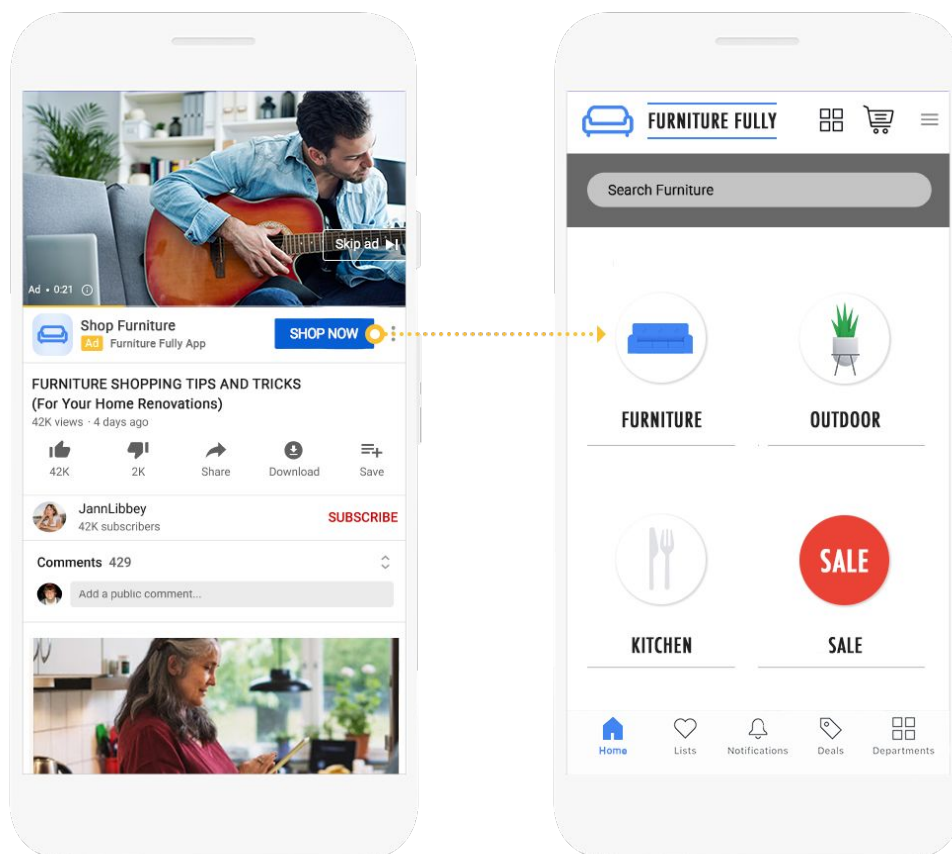 Skip ad
Ad • 0:21
Shop Furniture
Ad Furniture Fully App
SHOP NOW
FURNITURE SHOPPING TIPS AND TRICKS
(For Your Home Renovations)
42K views · 4 days ago
42K 2K Share Download Save
JannLibbey
42K subscribers
SUBSCRIBE
Comments 429
Add a public comment...
FURNITURE FULLY
Search Furniture
FURNITURE OUTDOOR
SALE
KITCHEN SALE
Home Lists Notifications Deals Departments